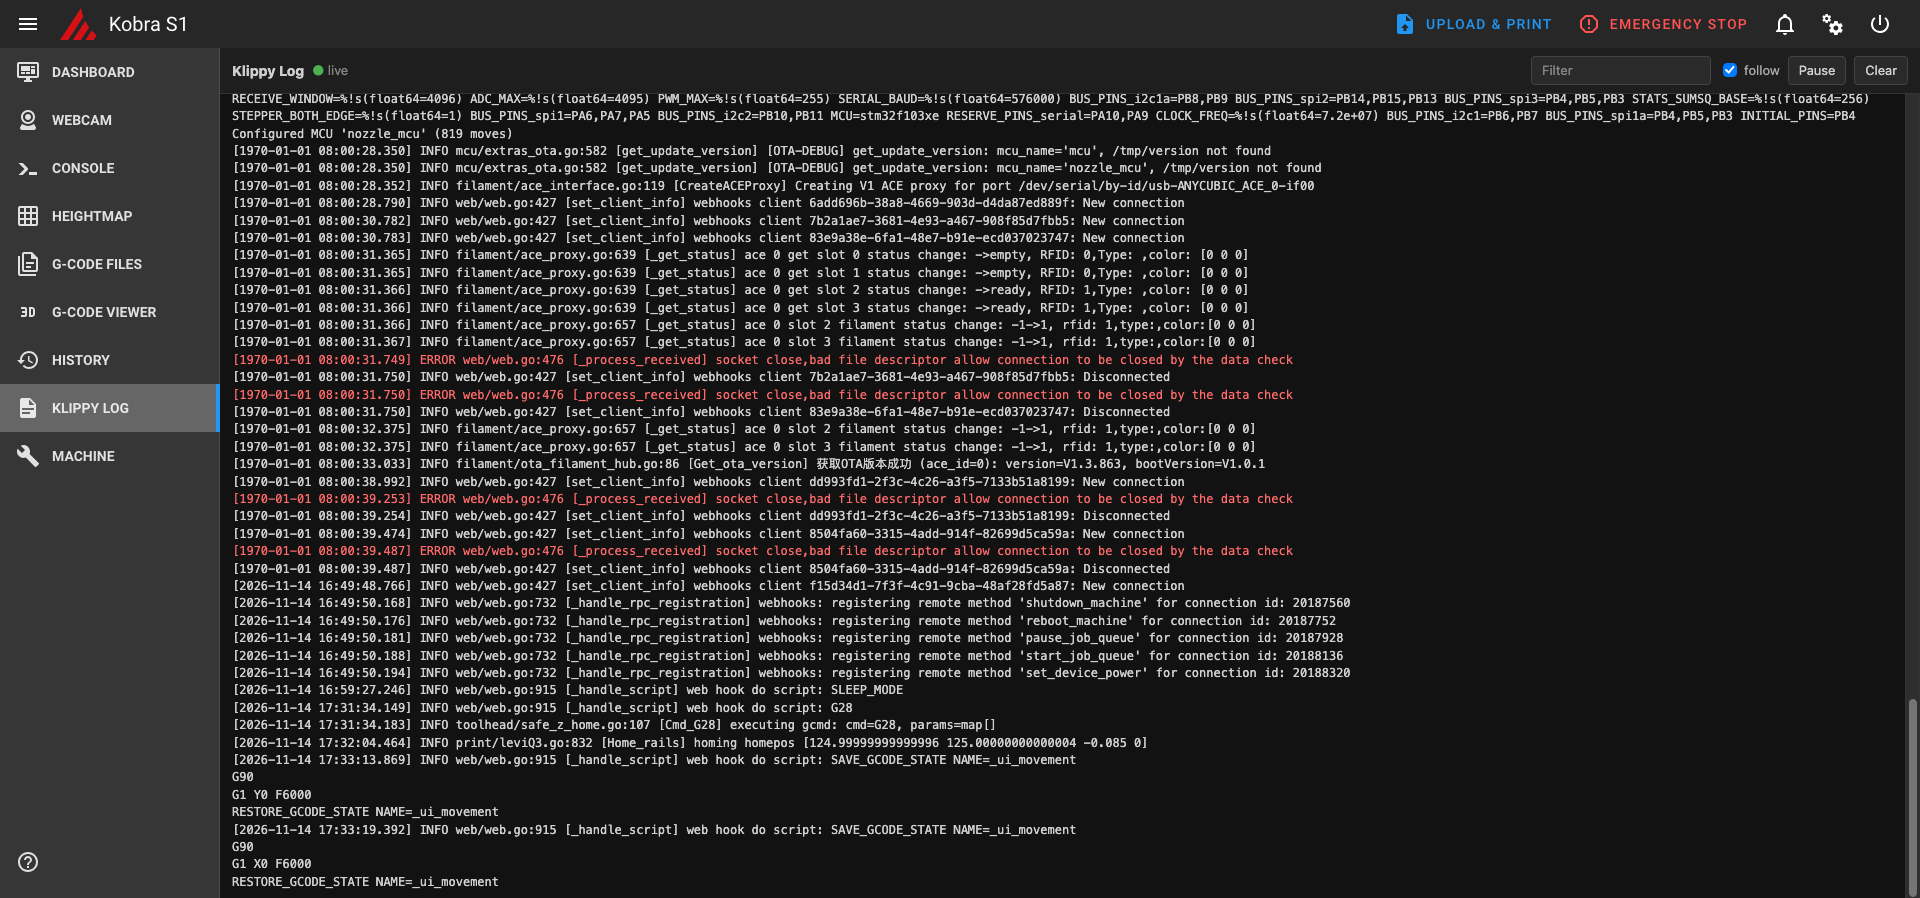 Kobra S1
UPLOAD & PRINT
EMERGENCY STOP
DASHBOARD
WEBCAM
CONSOLE
HEIGHTMAP
G-CODE FILES
3D G-CODE VIEWER
HISTORY
KLIPPY LOG
MACHINE
Klippy Log live
Filter
follow
Pause
Clear
RECEIVE_WINDOW=%!s(float64=4096) ADC_MAX=%!s(float64=4095) PWM_MAX=%!s(float64=255) SERIAL_BAUD=%!s(float64=576000) BUS_PINS_i2c1a=PB8,PB9 BUS_PINS_spi2=PB14,PB15,PB13 BUS_PINS_spi3=PB4,PB5,PB3 STATS_SUMSQ_BASE=%!s(float64=256)
STEPPER_BOTH_EDGE=%!s(float64=1) BUS_PINS_spi1=PA6,PA7,PA5 BUS_PINS_i2c2=PB10,PB11 MCU=stm32f103xe RESERVE_PINS_serial=PA10,PA9 CLOCK_FREQ=%!s(float64=7.2e+07) BUS_PINS_i2c1=PB6,PB7 BUS_PINS_spi1a=PB4,PB5,PB3 INITIAL_PINS=PB4
Configured MCU 'nozzle_mcu' (819 moves)
[1970-01-01 08:00:28.350] INFO mcu/extras_ota.go:582 [get_update_version] [OTA-DEBUG] get_update_version: mcu_name='mcu', /tmp/version not found
[1970-01-01 08:00:28.350] INFO mcu/extras_ota.go:582 [get_update_version] [OTA-DEBUG] get_update_version: mcu_name='nozzle_mcu', /tmp/version not found
[1970-01-01 08:00:28.352] INFO filament/ace_interface.go:119 [CreateACEProxy] Creating V1 ACE proxy for port /dev/serial/by-id/usb-ANYCUBIC_ACE_0-if00
[1970-01-01 08:00:28.790] INFO web/web.go:427 [set_client_info] webhooks client 6add696b-38a8-4669-903d-d4da87ed889f: New connection
[1970-01-01 08:00:30.782] INFO web/web.go:427 [set_client_info] webhooks client 7b2a1ae7-3681-4e93-a467-908f85d7fbb5: New connection
[1970-01-01 08:00:30.783] INFO web/web.go:427 [set_client_info] webhooks client 83e9a38e-6fa1-48e7-b91e-ecd037023747: New connection
[1970-01-01 08:00:31.365] INFO filament/ace_proxy.go:639 [_get_status] ace 0 get slot 0 status change: ->empty, RFID: 0,Type: ,color: [0 0 0]
[1970-01-01 08:00:31.365] INFO filament/ace_proxy.go:639 [_get_status] ace 0 get slot 1 status change: ->empty, RFID: 0,Type: ,color: [0 0 0]
[1970-01-01 08:00:31.366] INFO filament/ace_proxy.go:639 [_get_status] ace 0 get slot 2 status change: ->ready, RFID: 1,Type: ,color: [0 0 0]
[1970-01-01 08:00:31.366] INFO filament/ace_proxy.go:639 [_get_status] ace 0 get slot 3 status change: ->ready, RFID: 1,Type: ,color: [0 0 0]
[1970-01-01 08:00:31.366] INFO filament/ace_proxy.go:657 [_get_status] ace 0 slot 2 filament status change: -1->1, rfid: 1,type:,color:[0 0 0]
[1970-01-01 08:00:31.367] INFO filament/ace_proxy.go:657 [_get_status] ace 0 slot 3 filament status change: -1->1, rfid: 1,type:,color:[0 0 0]
[1970-01-01 08:00:31.749] ERROR web/web.go:476 [_process_received] socket close,bad file descriptor allow connection to be closed by the data check
[1970-01-01 08:00:31.750] INFO web/web.go:427 [set_client_info] webhooks client 7b2a1ae7-3681-4e93-a467-908f85d7fbb5: Disconnected
[1970-01-01 08:00:31.750] ERROR web/web.go:476 [_process_received] socket close,bad file descriptor allow connection to be closed by the data check
[1970-01-01 08:00:31.750] INFO web/web.go:427 [set_client_info] webhooks client 83e9a38e-6fa1-48e7-b91e-ecd037023747: Disconnected
[1970-01-01 08:00:32.375] INFO filament/ace_proxy.go:657 [_get_status] ace 0 slot 2 filament status change: -1->1, rfid: 1,type:,color:[0 0 0]
[1970-01-01 08:00:32.375] INFO filament/ace_proxy.go:657 [_get_status] ace 0 slot 3 filament status change: -1->1, rfid: 1,type:,color:[0 0 0]
[1970-01-01 08:00:33.033] INFO filament/ota_filament_hub.go:86 [Get_ota_version] 获取OTA版本成功 (ace_id=0): version=V1.3.863, bootVersion=V1.0.1
[1970-01-01 08:00:38.992] INFO web/web.go:427 [set_client_info] webhooks client dd993fd1-2f3c-4c26-a3f5-7133b51a8199: New connection
[1970-01-01 08:00:39.253] ERROR web/web.go:476 [_process_received] socket close,bad file descriptor allow connection to be closed by the data check
[1970-01-01 08:00:39.254] INFO web/web.go:427 [set_client_info] webhooks client dd993fd1-2f3c-4c26-a3f5-7133b51a8199: Disconnected
[1970-01-01 08:00:39.474] INFO web/web.go:427 [set_client_info] webhooks client 8504fa60-3315-4add-914f-82699d5ca59a: New connection
[1970-01-01 08:00:39.487] ERROR web/web.go:476 [_process_received] socket close,bad file descriptor allow connection to be closed by the data check
[1970-01-01 08:00:39.487] INFO web/web.go:427 [set_client_info] webhooks client 8504fa60-3315-4add-914f-82699d5ca59a: Disconnected
[2026-11-14 16:49:48.766] INFO web/web.go:427 [set_client_info] webhooks client f15d34d1-7f3f-4c91-9cba-48af28fd5a87: New connection
[2026-11-14 16:49:50.168] INFO web/web.go:732 [_handle_rpc_registration] webhooks: registering remote method 'shutdown_machine' for connection id: 20187560
[2026-11-14 16:49:50.176] INFO web/web.go:732 [_handle_rpc_registration] webhooks: registering remote method 'reboot_machine' for connection id: 20187752
[2026-11-14 16:49:50.181] INFO web/web.go:732 [_handle_rpc_registration] webhooks: registering remote method 'pause_job_queue' for connection id: 20187928
[2026-11-14 16:49:50.188] INFO web/web.go:732 [_handle_rpc_registration] webhooks: registering remote method 'start_job_queue' for connection id: 20188136
[2026-11-14 16:49:50.194] INFO web/web.go:732 [_handle_rpc_registration] webhooks: registering remote method 'set_device_power' for connection id: 20188320
[2026-11-14 16:59:27.246] INFO web/web.go:915 [_handle_script] web hook do script: SLEEP_MODE
[2026-11-14 17:31:34.149] INFO web/web.go:915 [_handle_script] web hook do script: G28
[2026-11-14 17:31:34.183] INFO toolhead/safe_z_home.go:107 [Cmd_G28] executing gcmd: cmd=G28, params=map[]
[2026-11-14 17:32:04.464] INFO print/leviQ3.go:832 [Home_rails] homing homepos [124.99999999999996 125.00000000000004 -0.085 0]
[2026-11-14 17:33:13.869] INFO web/web.go:915 [_handle_script] web hook do script: SAVE_GCODE_STATE NAME=_ui_movement
G90
G1 Y0 F6000
RESTORE_GCODE_STATE NAME=_ui_movement
[2026-11-14 17:33:19.392] INFO web/web.go:915 [_handle_script] web hook do script: SAVE_GCODE_STATE NAME=_ui_movement
G90
G1 X0 F6000
RESTORE_GCODE_STATE NAME=_ui_movement